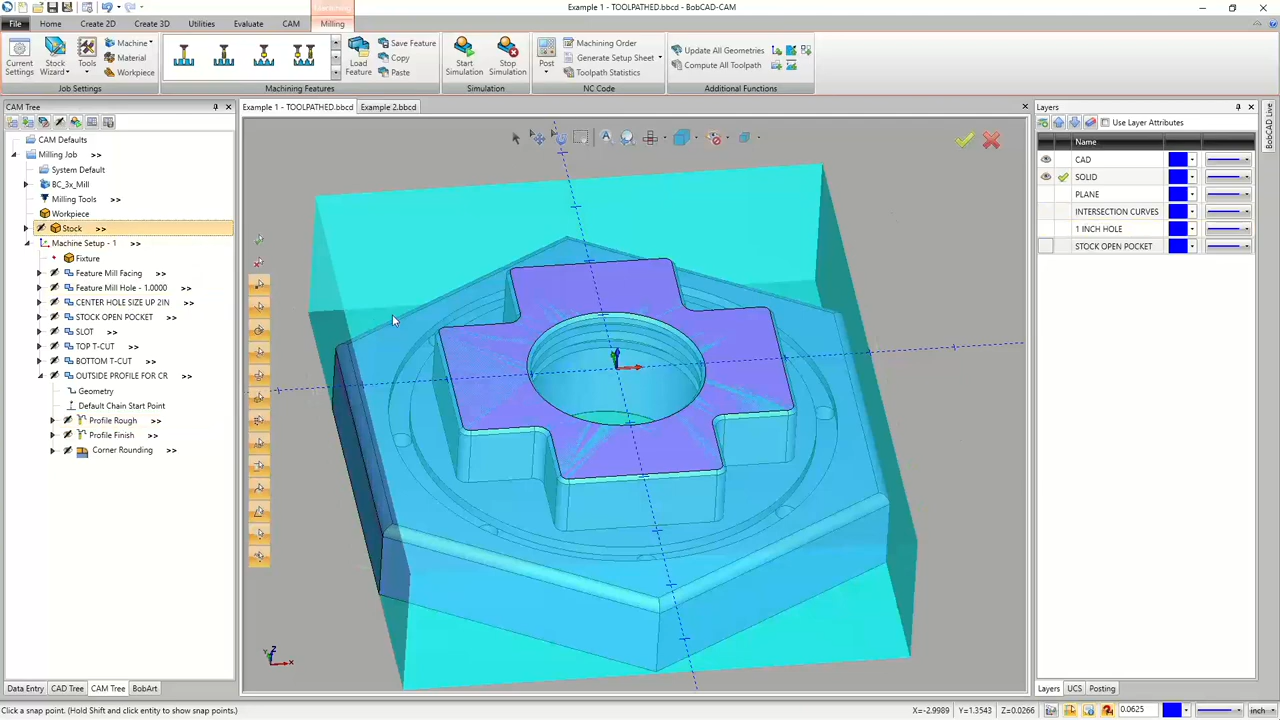 Example 1 - TOOLPATHED.bbcd - BobCAD-CAM
File
Home
Create 2D
Create 3D
Utilities
Evaluate
CAM
Milling
Current Settings
Stock Wizard
Tools
Machine
Material
Workpiece
Job Settings
Load Feature
Save Feature
Copy
Paste
Machining Features
Start Simulation
Stop Simulation
Simulation
Post
Machining Order
Generate Setup Sheet
Toolpath Statistics
NC Code
Update All Geometries
Compute All Toolpath
Additional Functions
CAM Tree
Example 1 - TOOLPATHED.bbcd
Example 2.bbcd
CAM Defaults
Milling Job >>
System Default
BC_3x_Mill
Milling Tools >>
Workpiece
Stock >>
Machine Setup - 1 >>
Fixture
Feature Mill Facing >>
Feature Mill Hole - 1.0000 >>
CENTER HOLE SIZE UP 2IN >>
STOCK OPEN POCKET >>
SLOT >>
TOP T-CUT >>
BOTTOM T-CUT >>
OUTSIDE PROFILE FOR CR >>
Geometry
Default Chain Start Point
Profile Rough >>
Profile Finish >>
Corner Rounding >>
Layers
Use Layer Attributes
Name
CAD
SOLID
PLANE
INTERSECTION CURVES
1 INCH HOLE
STOCK OPEN POCKET
BobCAD Live
Z
Y
X
Data Entry
CAD Tree
CAM Tree
BobArt
Layers
UCS
Posting
Click a snap point. (Hold Shift and click entity to show snap points.)
X=-2.9989
Y=1.3543
Z=0.0266
0.0625
inch